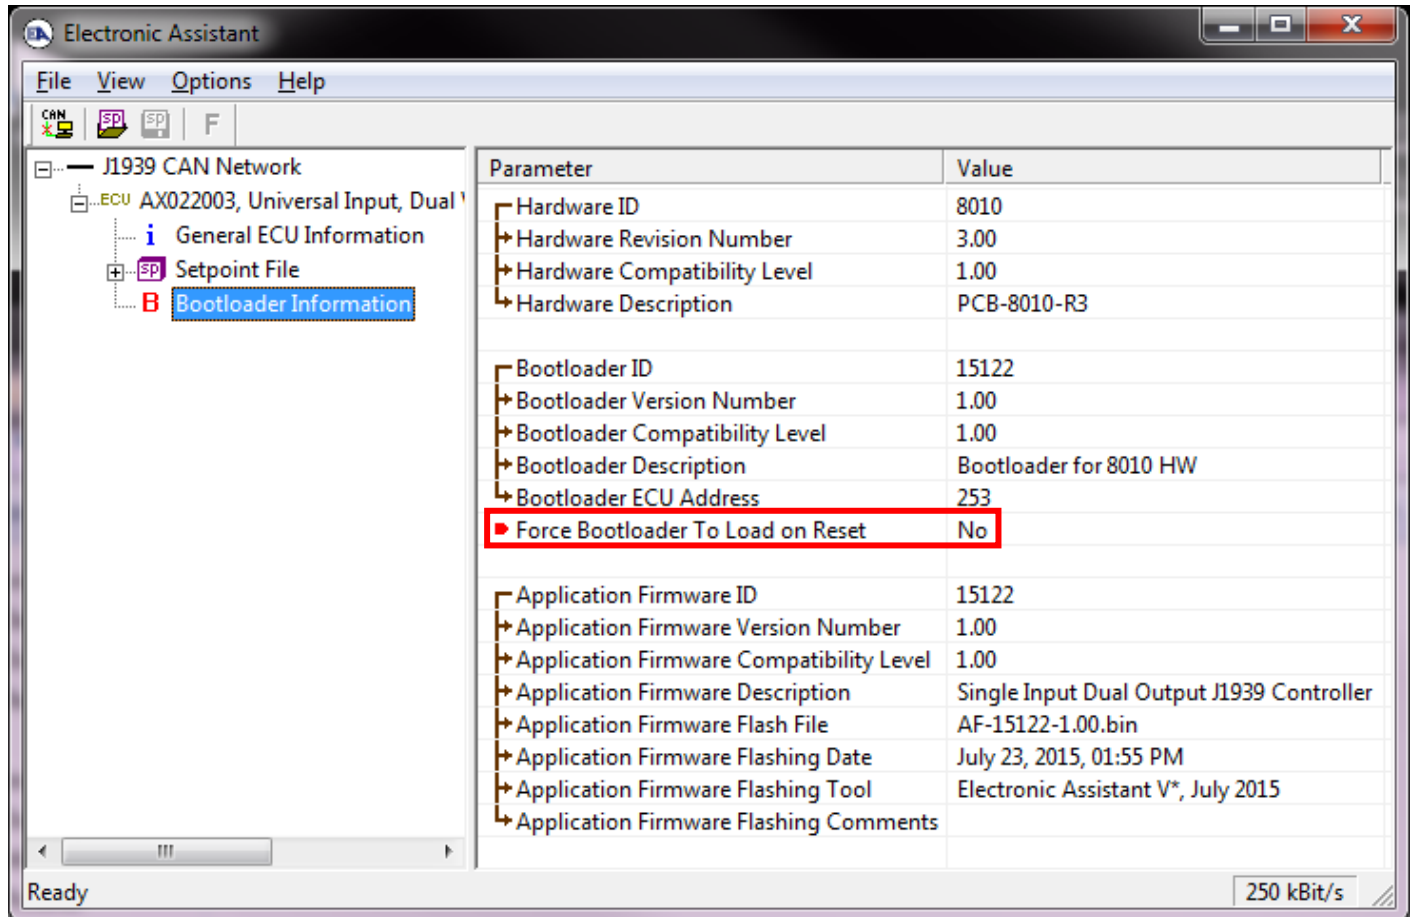 Electronic Assistant
File View Options Help
CAN SP SP F
J1939 CAN Network
ECU AX022003, Universal Input, Dual
i General ECU Information
SP Setpoint File
B Bootloader Information
Parameter Value
Hardware ID 8010
Hardware Revision Number 3.00
Hardware Compatibility Level 1.00
Hardware Description PCB-8010-R3
Bootloader ID 15122
Bootloader Version Number 1.00
Bootloader Compatibility Level 1.00
Bootloader Description Bootloader for 8010 HW
Bootloader ECU Address 253
Force Bootloader To Load on Reset No
Application Firmware ID 15122
Application Firmware Version Number 1.00
Application Firmware Compatibility Level 1.00
Application Firmware Description Single Input Dual Output J1939 Controller
Application Firmware Flash File AF-15122-1.00.bin
Application Firmware Flashing Date July 23, 2015, 01:55 PM
Application Firmware Flashing Tool Electronic Assistant V*, July 2015
Application Firmware Flashing Comments
Ready 250 kBit/s